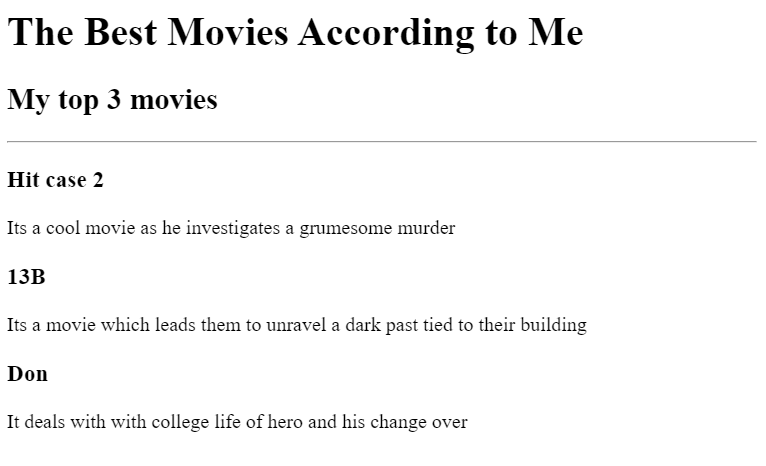 The Best Movies According to Me
My top 3 movies
Hit case 2
Its a cool movie as he investigates a grumesome murder
13B
Its a movie which leads them to unravel a dark past tied to their building
Don
It deals with with college life of hero and his change over